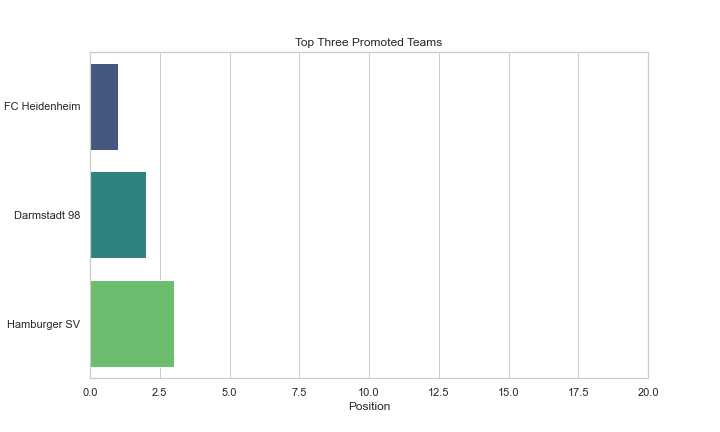 Top Three Promoted Teams
FC Heidenheim
Darmstadt 98
Hamburger SV
0.0 2.5 5.0 7.5 10.0 12.5 15.0 17.5 20.0
Position